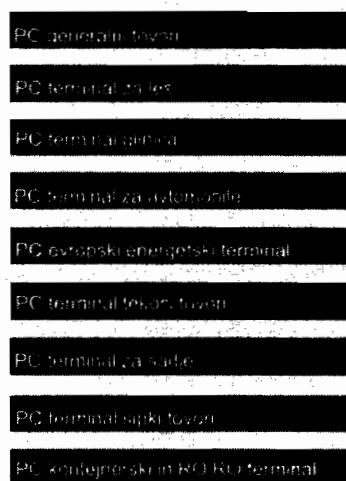 PC generalni tovori
PC terminal za les
PC terminal glinica
PC terminal za avtomobile
PC evropski energetski terminal
PC terminal tekoči tovori
PC terminal za sadje
PC terminal sipki tovori
PC kontejnerski in RO RO terminal